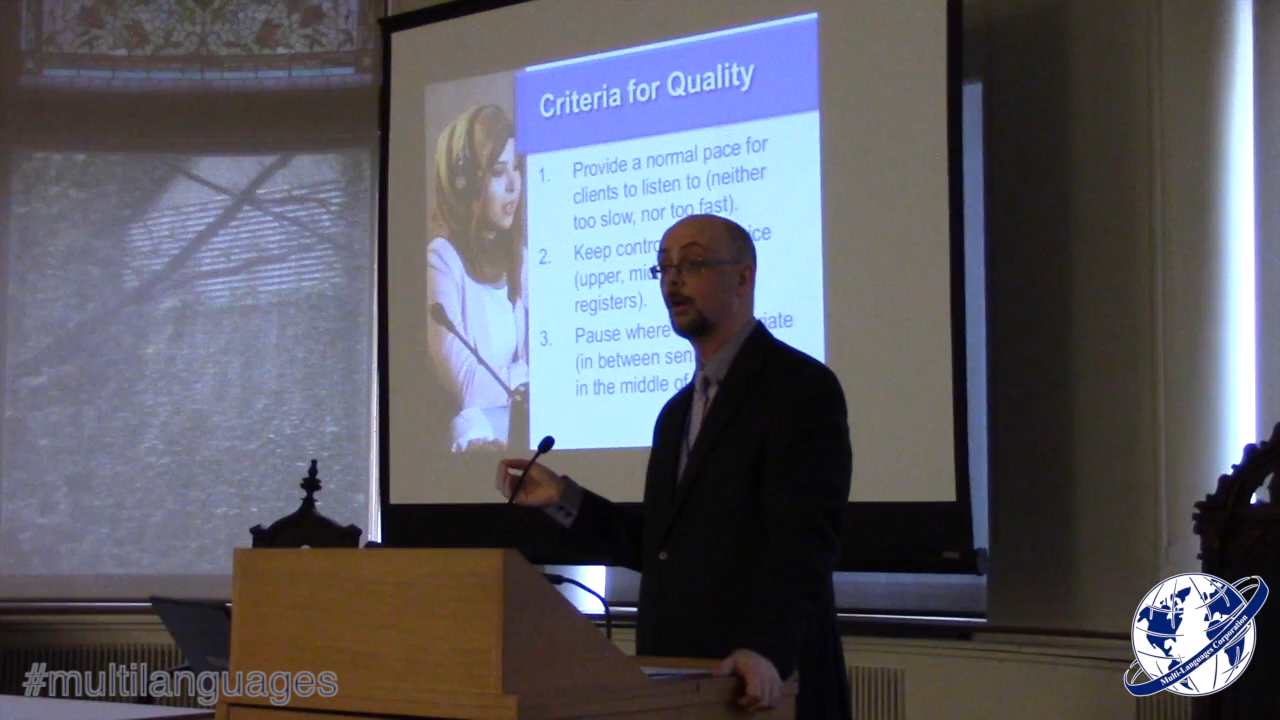 Criteria for Quality
1. Provide a normal pace for
clients to listen to (neither
too slow, nor too fast).
2. Keep
(upper,
registers).
3. Pause where
(in between
in the middle of
#multilanguages
Multi-Languages Corporation